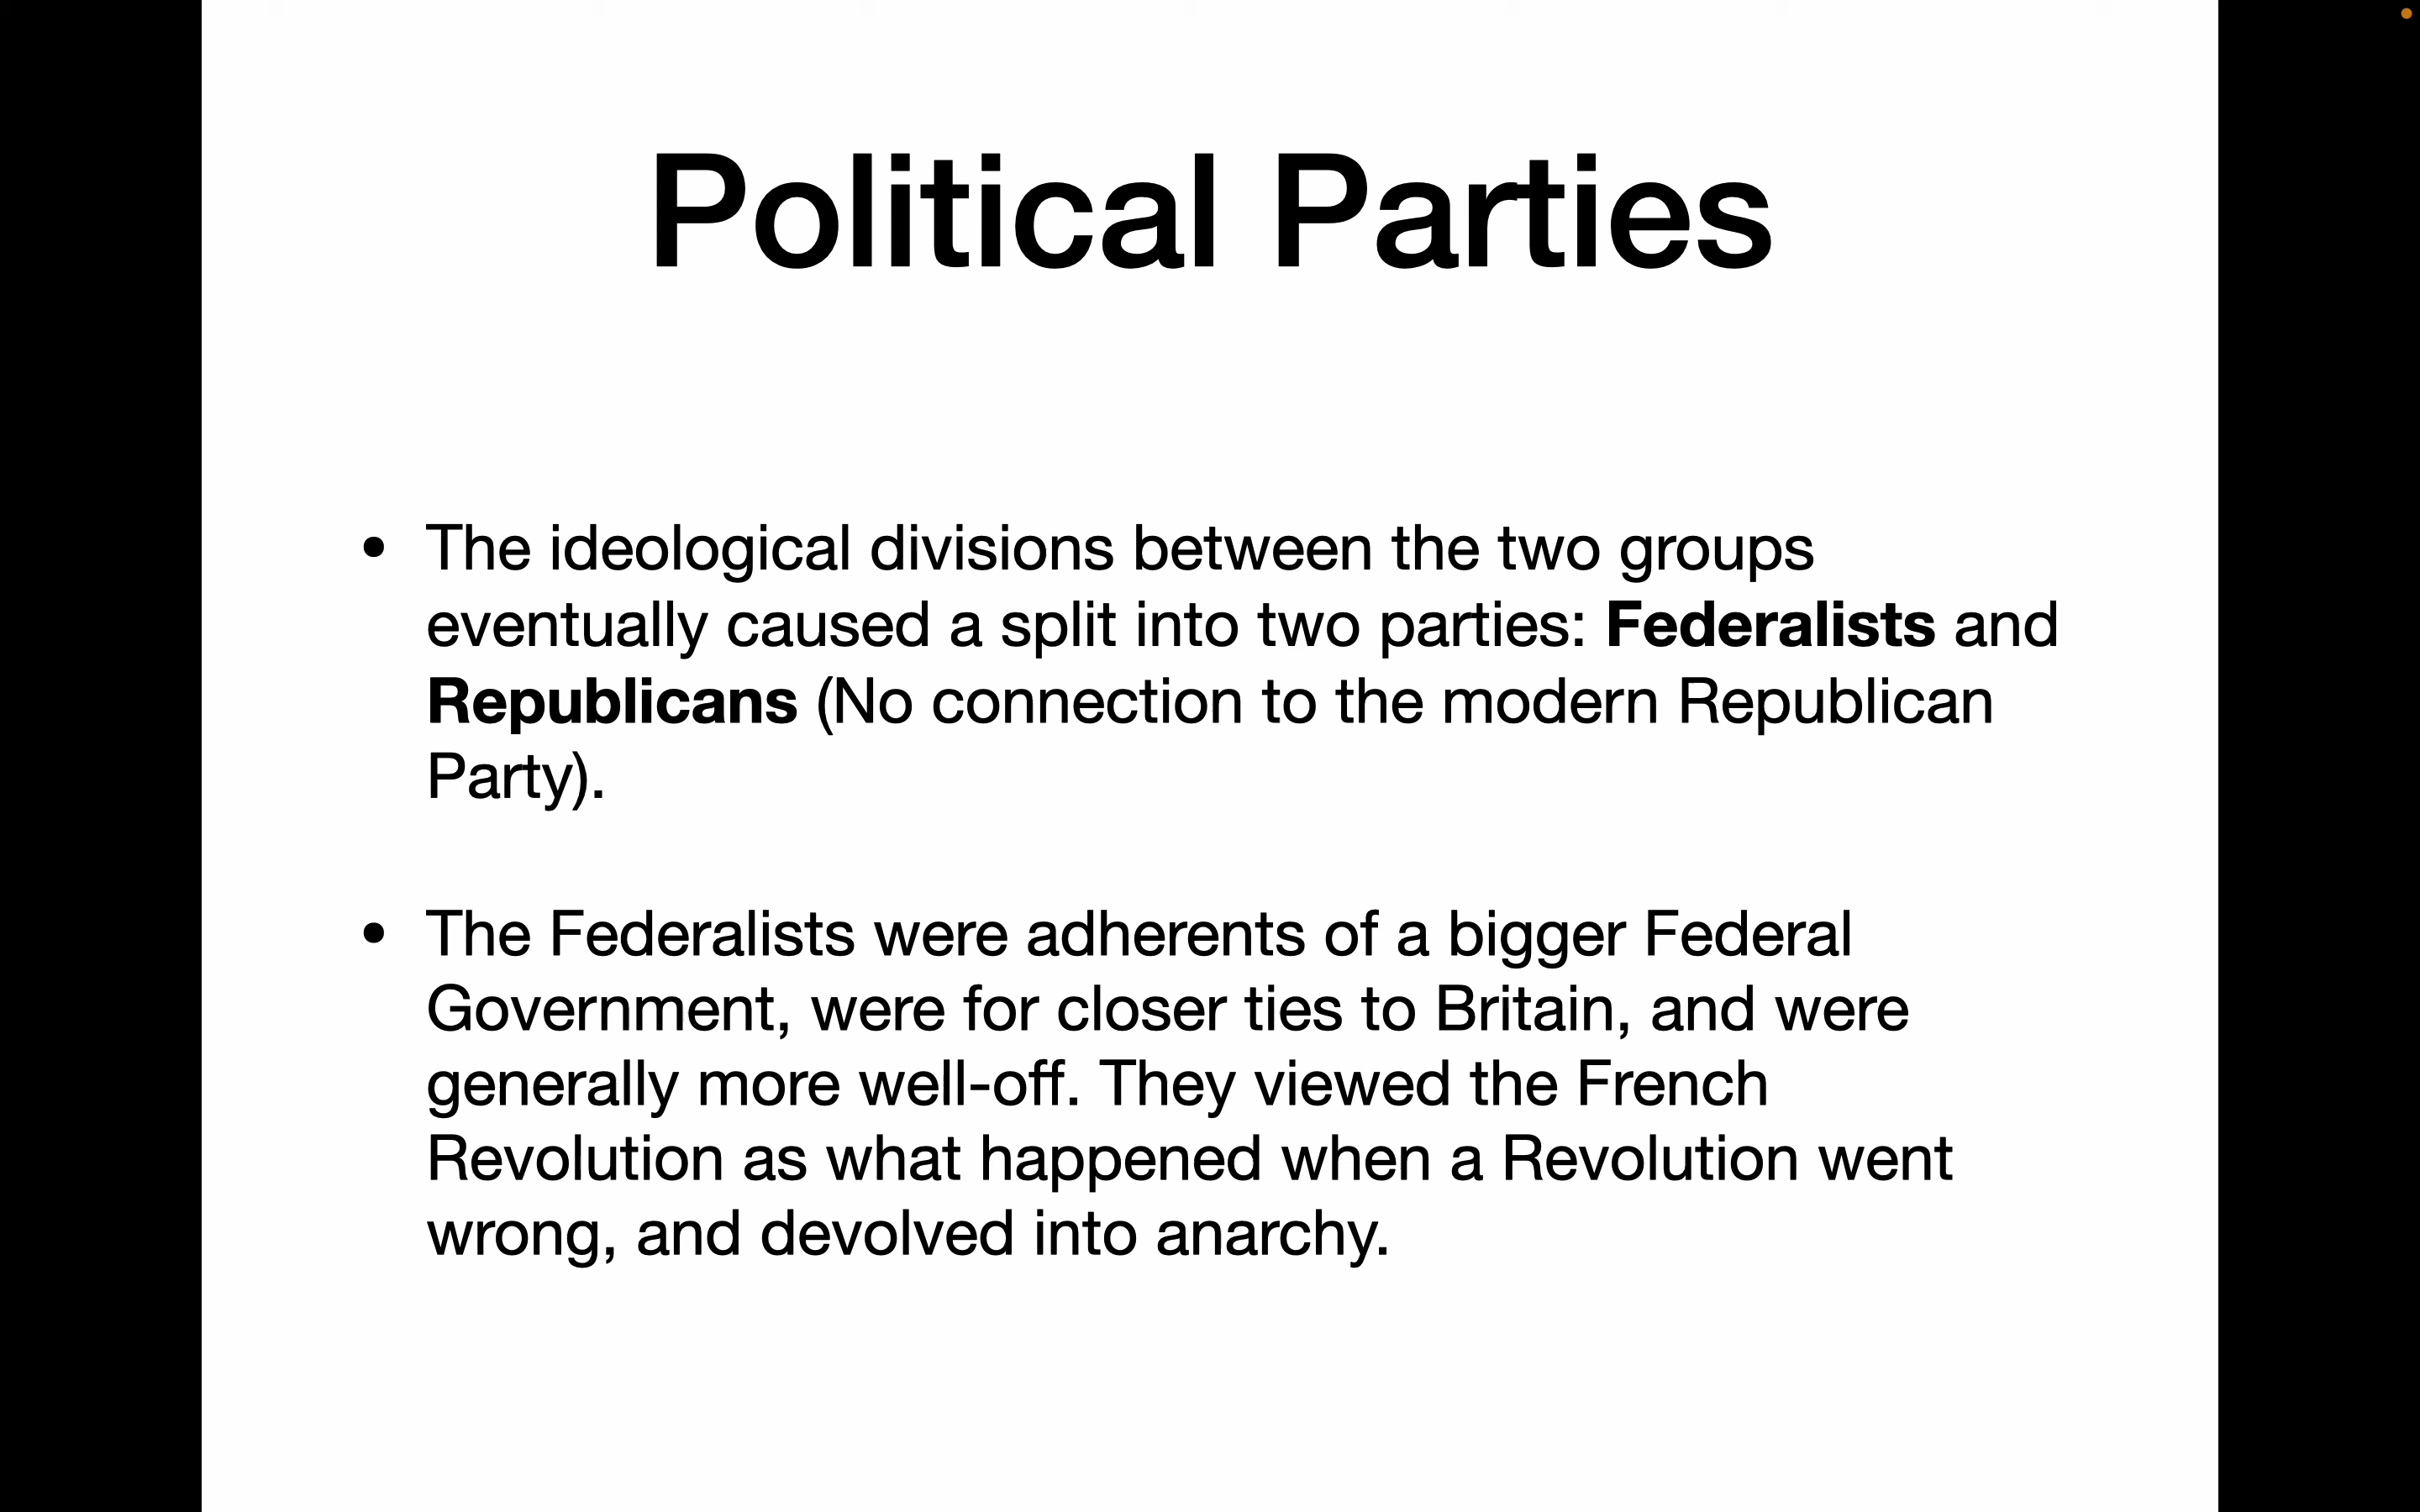 Political Parties
• The ideological divisions between the two groups
eventually caused a split into two parties: Federalists and
Republicans (No connection to the modern Republican
Party).
• The Federalists were adherents of a bigger Federal
Government, were for closer ties to Britain, and were
generally more well-off. They viewed the French
Revolution as what happened when a Revolution went
wrong, and devolved into anarchy.